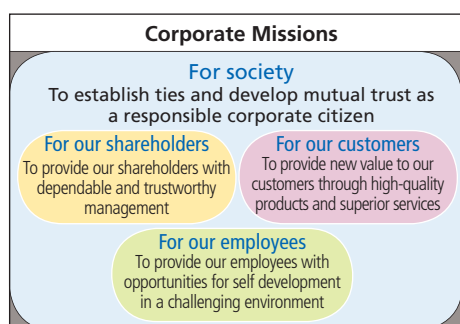 Corporate Missions
For society
To establish ties and develop mutual trust as
a responsible corporate citizen
For our shareholders
To provide our shareholders with
dependable and trustworthy
management
For our customers
To provide new value to our
customers through high-quality
products and superior services
For our employees
To provide our employees with
opportunities for self development
in a challenging environment